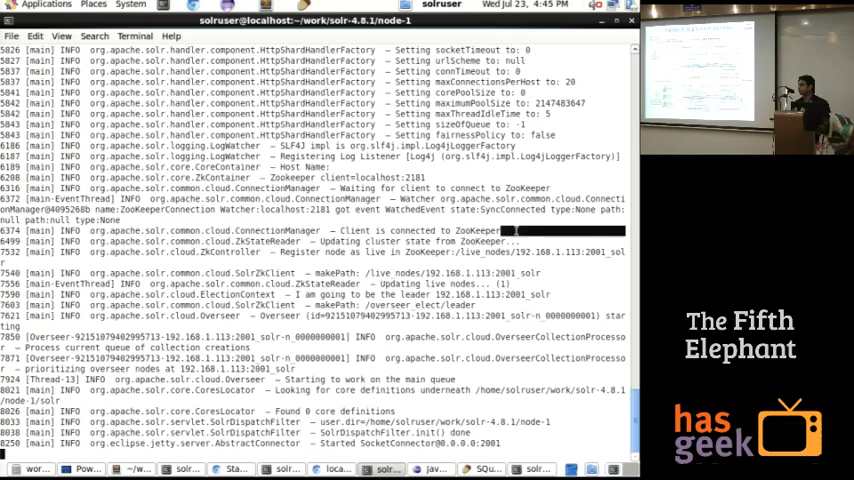 Applications Places System
solruser Wed Jul 23, 4:45 PM
solruser@localhost:~/work/solr-4.8.1/node-1
File Edit View Search Terminal Help
5826 [main] INFO org.apache.solr.handler.component.HttpShardHandlerFactory – Setting socketTimeout to: 0
5827 [main] INFO org.apache.solr.handler.component.HttpShardHandlerFactory – Setting urlScheme to: null
5837 [main] INFO org.apache.solr.handler.component.HttpShardHandlerFactory – Setting connTimeout to: 0
5837 [main] INFO org.apache.solr.handler.component.HttpShardHandlerFactory – Setting maxConnectionsPerHost to: 20
5841 [main] INFO org.apache.solr.handler.component.HttpShardHandlerFactory – Setting corePoolSize to: 0
5842 [main] INFO org.apache.solr.handler.component.HttpShardHandlerFactory – Setting maximumPoolSize to: 2147483647
5842 [main] INFO org.apache.solr.handler.component.HttpShardHandlerFactory – Setting maxThreadIdleTime to: 5
5843 [main] INFO org.apache.solr.handler.component.HttpShardHandlerFactory – Setting sizeOfQueue to: -1
5843 [main] INFO org.apache.solr.handler.component.HttpShardHandlerFactory – Setting fairnessPolicy to: false
6186 [main] INFO org.apache.solr.logging.LogWatcher – SLF4J impl is org.slf4j.impl.Log4jLoggerFactory
6187 [main] INFO org.apache.solr.logging.LogWatcher – Registering Log Listener [Log4j (org.slf4j.impl.Log4jLoggerFactory)]
6189 [main] INFO org.apache.solr.core.CoreContainer – Host Name:
6208 [main] INFO org.apache.solr.core.ZkContainer – Zookeeper client=localhost:2181
6316 [main] INFO org.apache.solr.common.cloud.ConnectionManager – Waiting for client to connect to ZooKeeper
6372 [main-EventThread] INFO org.apache.solr.common.cloud.ConnectionManager – Watcher org.apache.solr.common.cloud.Connecti
onManager@4095268b name:ZooKeeperConnection Watcher:localhost:2181 got event WatchedEvent state:SyncConnected type:None path:
null path:null type:None
6374 [main] INFO org.apache.solr.common.cloud.ConnectionManager – Client is connected to ZooKeeper
6499 [main] INFO org.apache.solr.common.cloud.ZkStateReader – Updating cluster state from ZooKeeper...
7532 [main] INFO org.apache.solr.cloud.ZkController – Register node as live in ZooKeeper:/live_nodes/192.168.1.113:2001_sol
r
7540 [main] INFO org.apache.solr.common.cloud.SolrZkClient – makePath: /live_nodes/192.168.1.113:2001_solr
7556 [main-EventThread] INFO org.apache.solr.common.cloud.ZkStateReader – Updating live nodes... (1)
7590 [main] INFO org.apache.solr.cloud.ElectionContext – I am going to be the leader 192.168.1.113:2001_solr
7603 [main] INFO org.apache.solr.common.cloud.SolrZkClient – makePath: /overseer_elect/leader
7621 [main] INFO org.apache.solr.cloud.Overseer – Overseer (id=92151079402995713-192.168.1.113:2001_solr-n_0000000001) star
ting
7850 [Overseer-92151079402995713-192.168.1.113:2001_solr-n_0000000001] INFO org.apache.solr.cloud.OverseerCollectionProcesso
r – Process current queue of collection creations
7871 [Overseer-92151079402995713-192.168.1.113:2001_solr-n_0000000001] INFO org.apache.solr.cloud.OverseerCollectionProcesso
r – prioritizing overseer nodes at 192.168.1.113:2001_solr
7924 [Thread-13] INFO org.apache.solr.cloud.Overseer – Starting to work on the main queue
8021 [main] INFO org.apache.solr.core.CoresLocator – Looking for core definitions underneath /home/solruser/work/solr-4.8.1
/node-1/solr
8026 [main] INFO org.apache.solr.core.CoresLocator – Found 0 core definitions
8033 [main] INFO org.apache.solr.servlet.SolrDispatchFilter – user.dir=/home/solruser/work/solr-4.8.1/node-1
8038 [main] INFO org.apache.solr.servlet.SolrDispatchFilter – SolrDispatchFilter.init() done
8250 [main] INFO org.eclipse.jetty.server.AbstractConnector – Started SocketConnector@0.0.0.0:2001
wor... Pow... ~/w... solr... Sta... solr... loca... solr... Java... SQu... solr...
The Fifth
Elephant
has
geek